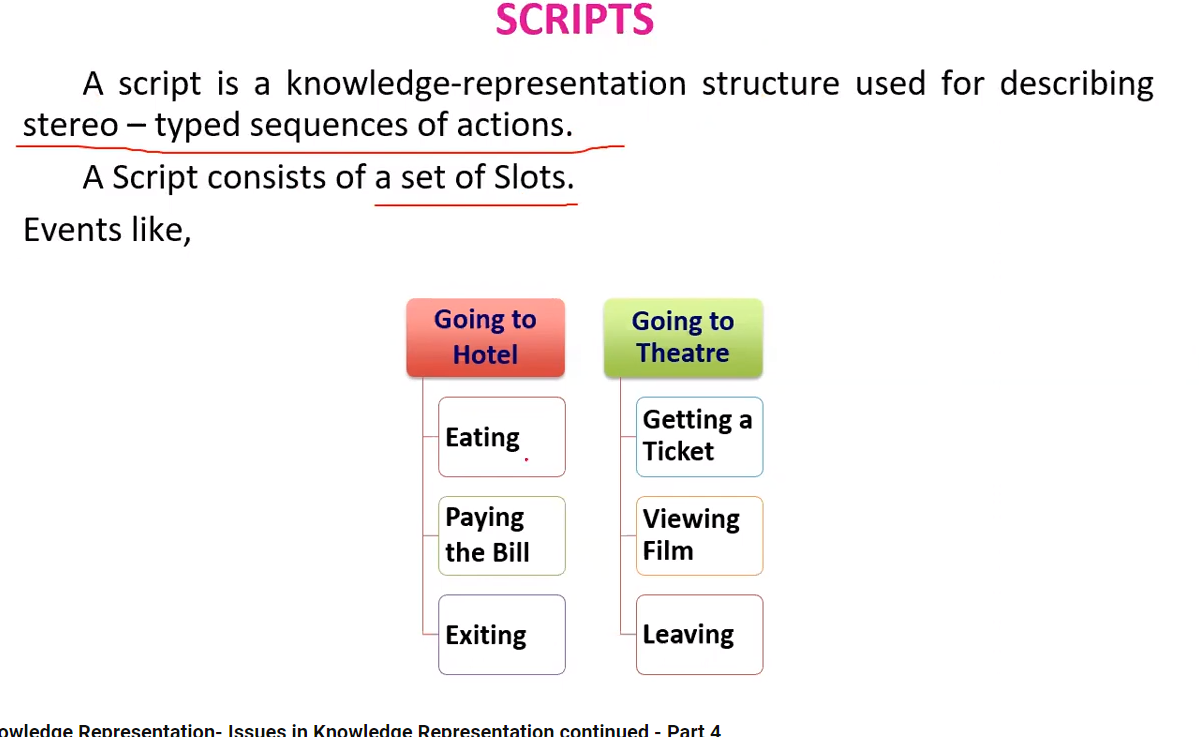 SCRIPTS
A script is a knowledge-representation structure used for describing
stereo – typed sequences of actions.
A Script consists of a set of Slots.
Events like,
Going to
Hotel
Eating
Paying
the Bill
Exiting
Going to
Theatre
Getting a
Ticket
Viewing
Film
Leaving
owledge Representation- Issues in Knowledge Representation continued - Part 4